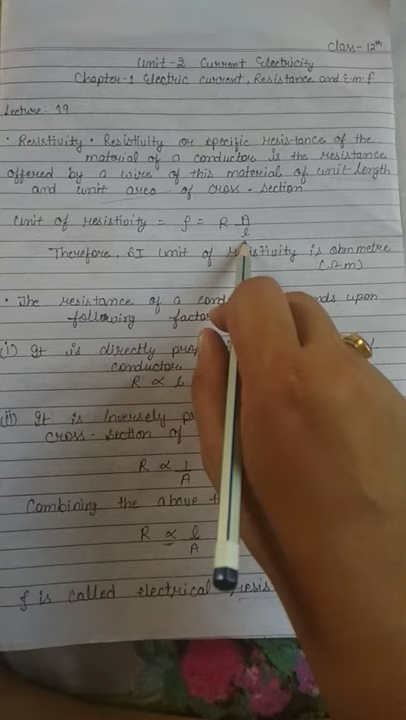 Class- 12th
Unit-2 Current Electricity
Chapter-1 Electric current, Resistance and E.m.f
Lecture: 19
• Resistivity • Resistivity or specific resistance of the
material of a conductor is the resistance
offered by a wire of this material of unit length
and unit area of cross-section
Unit of resistivity = ρ = R A/l
Therefore, SI unit of resistivity is ohmmetre
(Ωm)
• The resistance of a upon
following
(i) It is directly
conductor
R ∝ l
(ii) It is Inversely
cross-section of
R ∝ 1/A
Combining the above
R ∝ l/A
ρ is called electrical